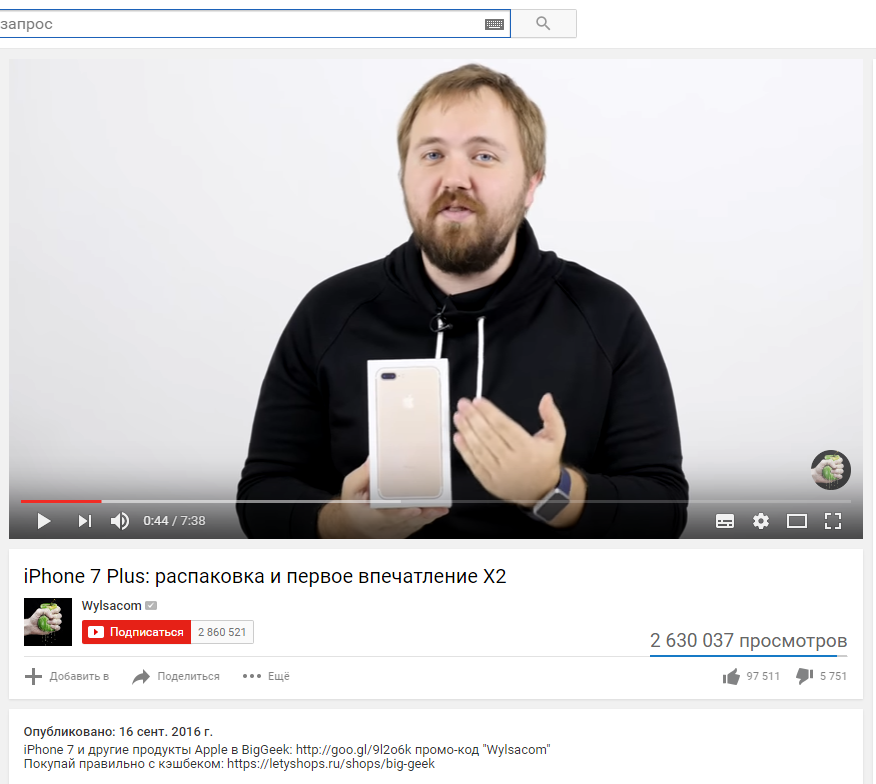 запрос
0:44 / 7:38
iPhone 7 Plus: распаковка и первое впечатление X2
Wylsacom
Подписаться 2 860 521
2 630 037 просмотров
Добавить в Поделиться Ещё 97 511 5 751
Опубликовано: 16 сент. 2016 г.
iPhone 7 и другие продукты Apple в BigGeek: http://goo.gl/9l2o6k промо-код "Wylsacom"
Покупай правильно с кэшбеком: https://letyshops.ru/shops/big-geek